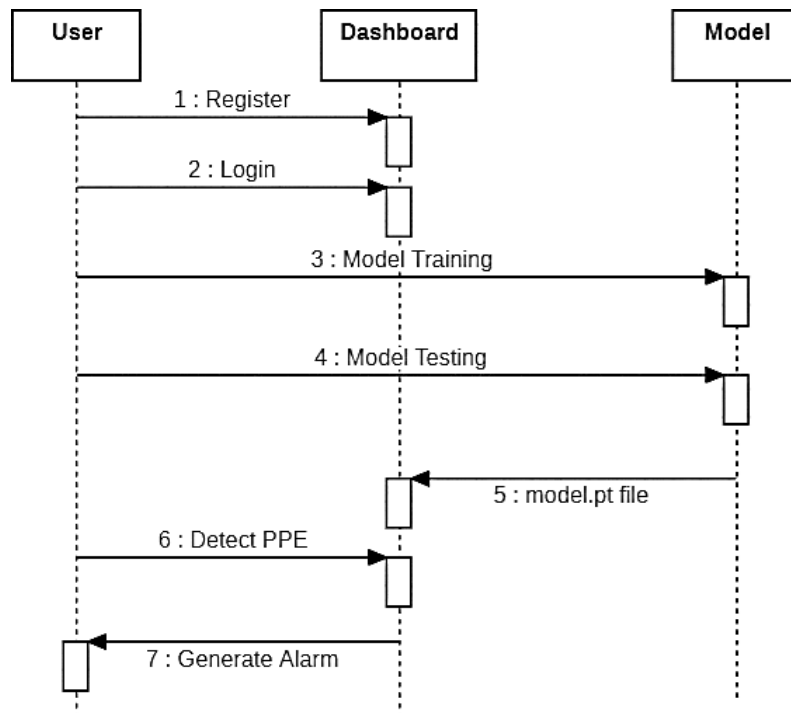 User
Dashboard
Model
1 : Register
2 : Login
3 : Model Training
4 : Model Testing
5 : model.pt file
6 : Detect PPE
7 : Generate Alarm